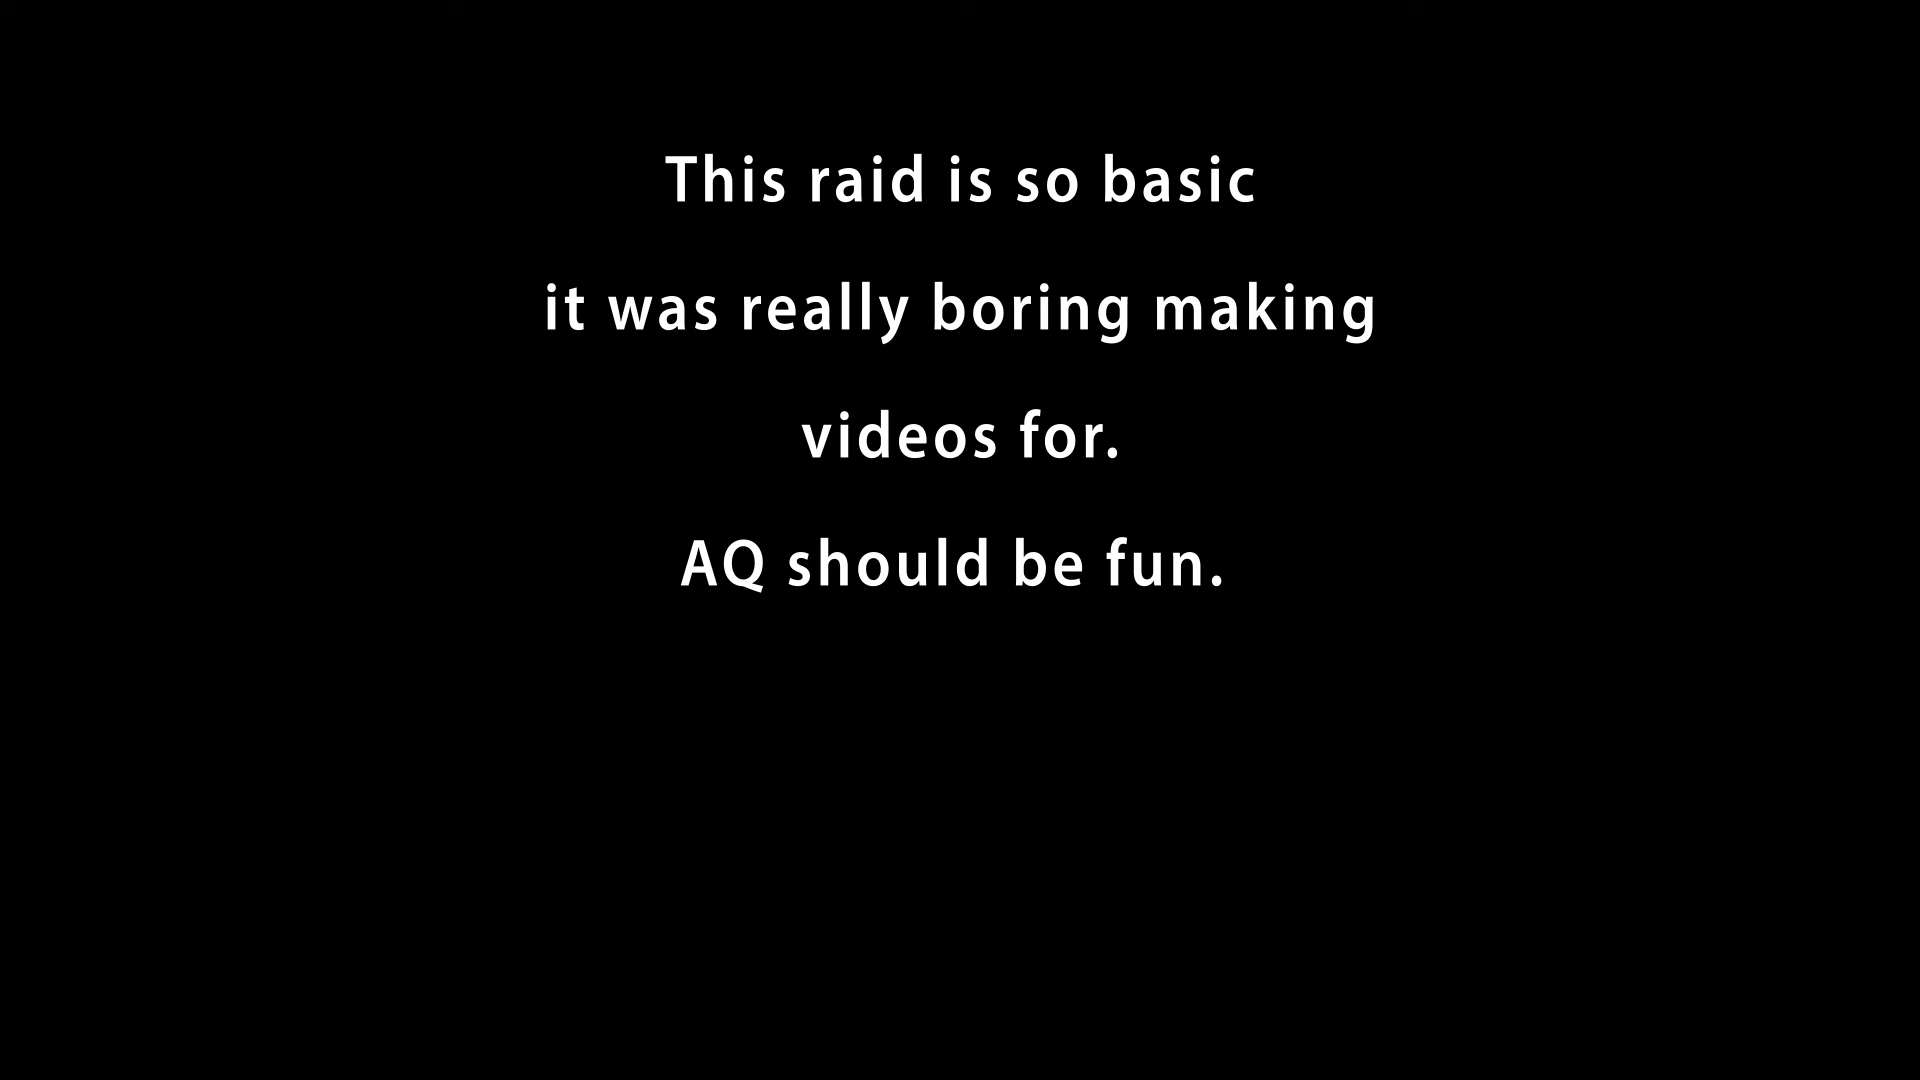 This raid is so basic
it was really boring making
videos for.
AQ should be fun.